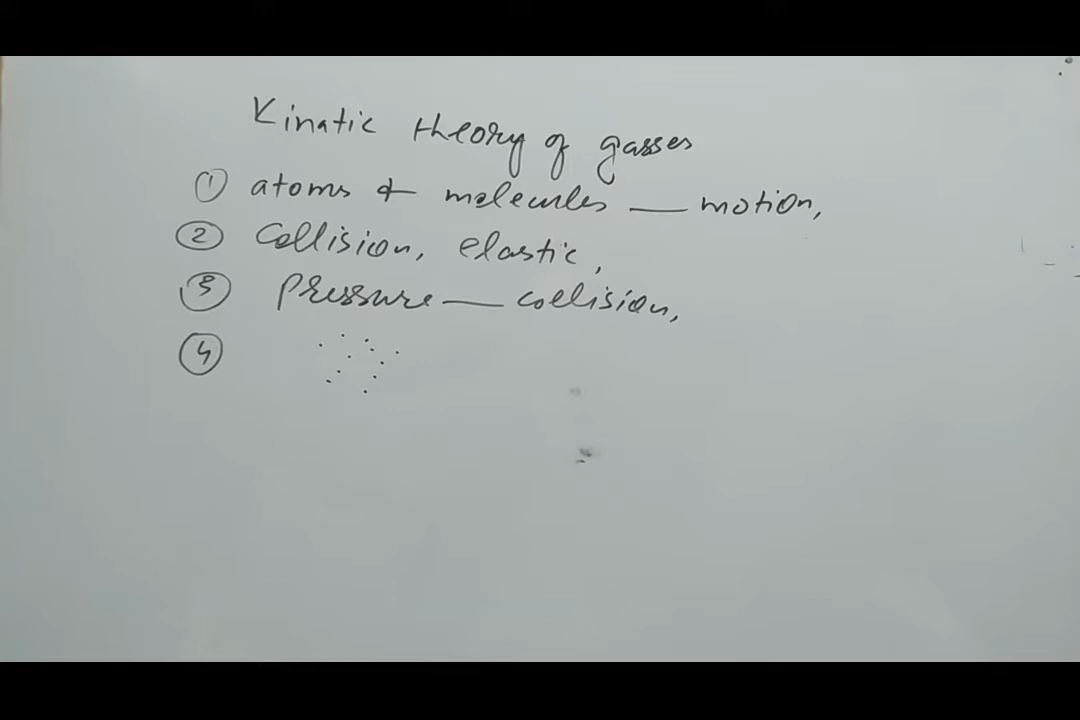 Kinatic theory of gasses
① atoms & molecules — motion,
② Collision, elastic,
③ Pressure — collision,
④